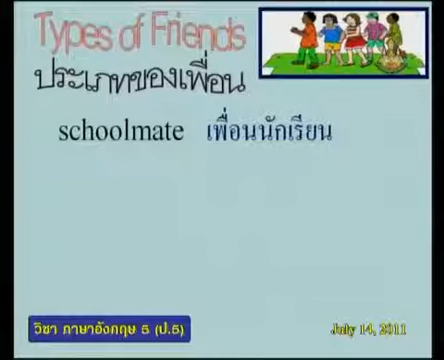 Types of Friends
ประเภทของเพื่อน
schoolmate เพื่อนนักเรียน
วิชา ภาษาอังกฤษ 5 (ป.5)
July 14, 2011